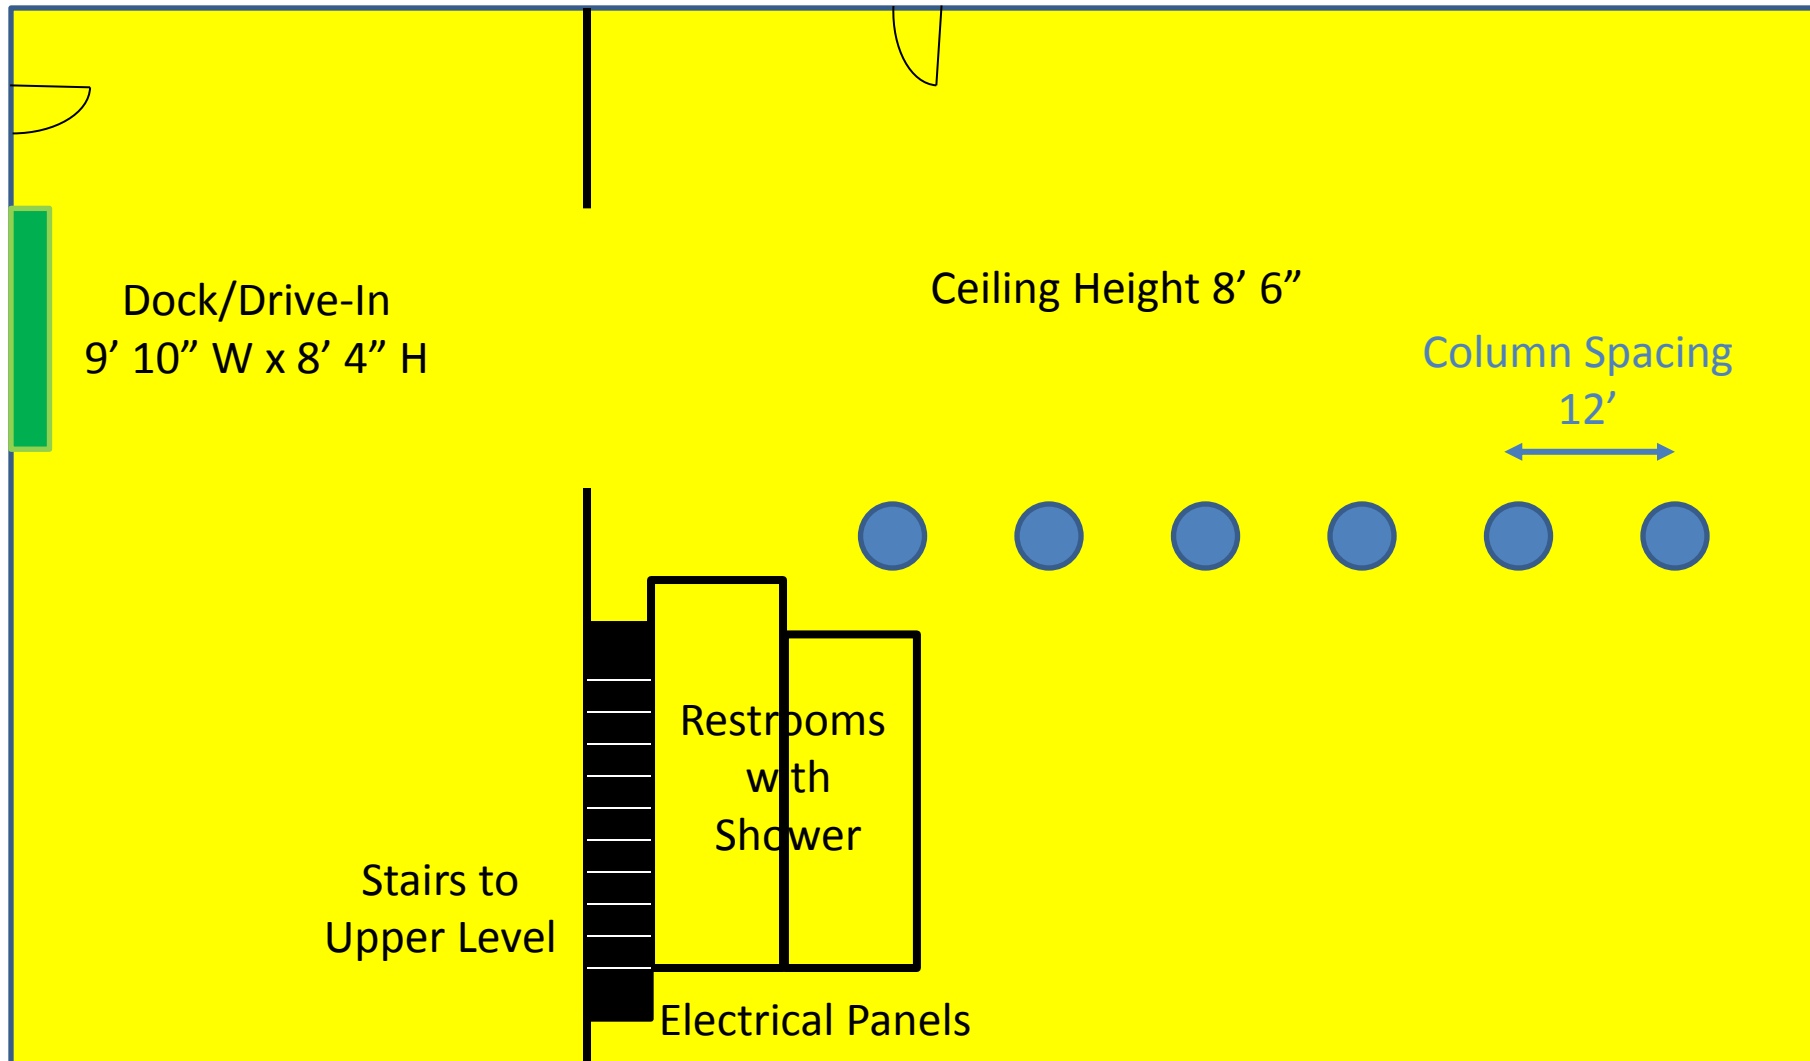 Dock/Drive-In
9’ 10” W x 8’ 4” H
Ceiling Height 8’ 6”
Column Spacing
12’
Restrooms
with
Shower
Stairs to
Upper Level
Electrical Panels